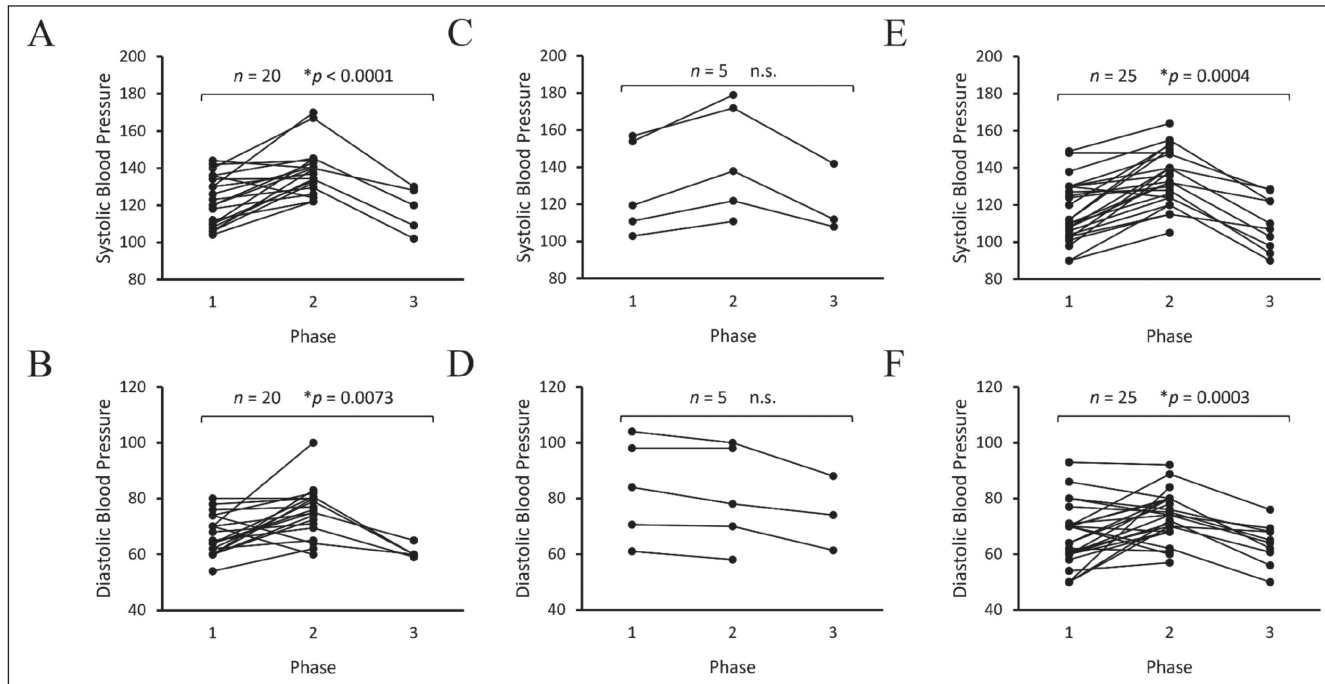 A
Systolic Blood Pressure
n = 20 *p < 0.0001
200
180
160
140
120
100
80
1 2 3
Phase
C
Systolic Blood Pressure
n = 5 n.s.
200
180
160
140
120
100
80
60
1 2 3
Phase
E
Systolic Blood Pressure
n = 25 *p = 0.0004
200
180
160
140
120
100
80
1 2 3
Phase
B
Diastolic Blood Pressure
n = 20 *p = 0.0073
120
100
80
60
40
1 2 3
Phase
D
Diastolic Blood Pressure
n = 5 n.s.
120
100
80
60
40
1 2 3
Phase
F
Diastolic Blood Pressure
n = 25 *p = 0.0003
120
100
80
60
40
1 2 3
Phase